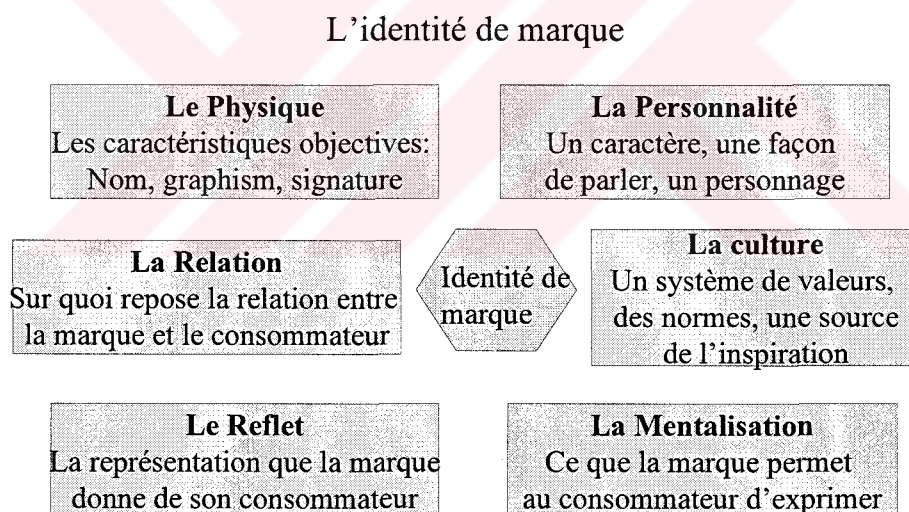 L'identité de marque
Le Physique
Les caractéristiques objectives:
Nom, graphism, signature
La Personnalité
Un caractère, une façon
de parler, un personnage
La Relation
Sur quoi repose la relation entre
la marque et le consommateur
Identité de
marque
La culture
Un système de valeurs,
des normes, une source
de l'inspiration
Le Reflet
La représentation que la marque
donne de son consommateur
La Mentalisation
Ce que la marque permet
au consommateur d'exprimer